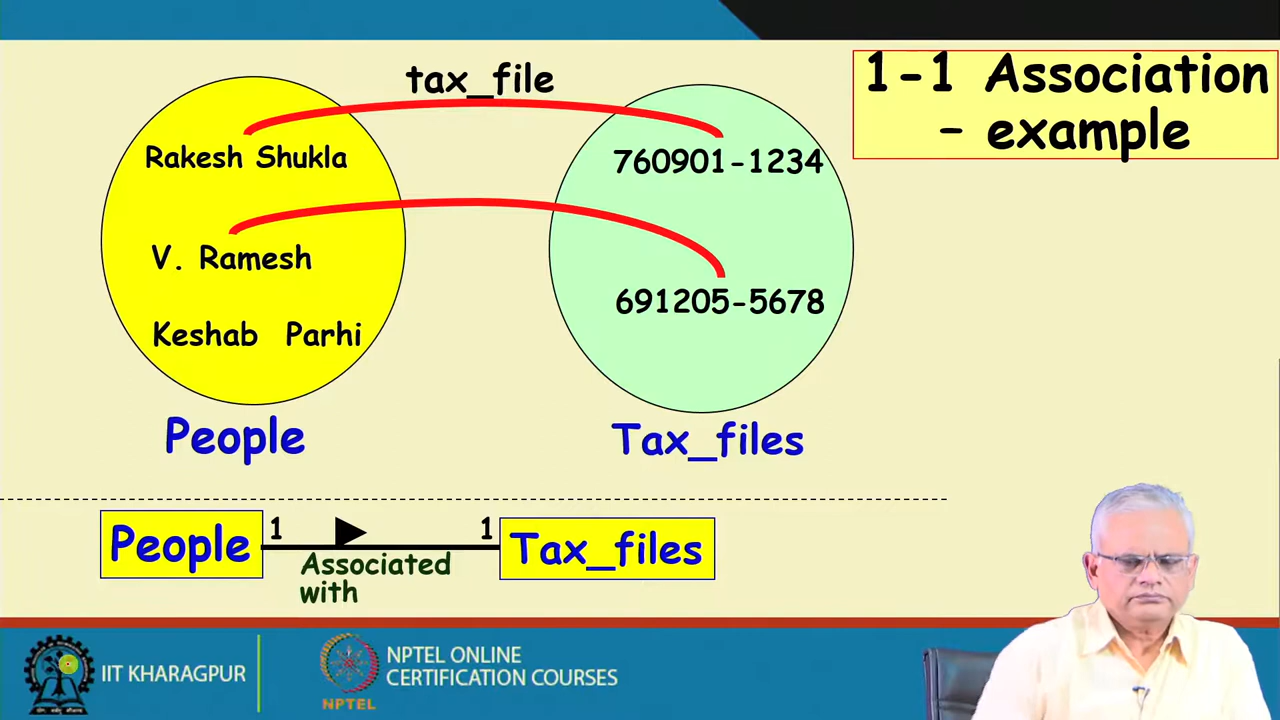 1-1 Association
- example
tax_file
Rakesh Shukla
760901-1234
V. Ramesh
691205-5678
Keshab Parhi
People
Tax_files
People
1
1
Tax_files
Associated
with
IIT KHARAGPUR
NPTEL
NPTEL ONLINE
CERTIFICATION COURSES